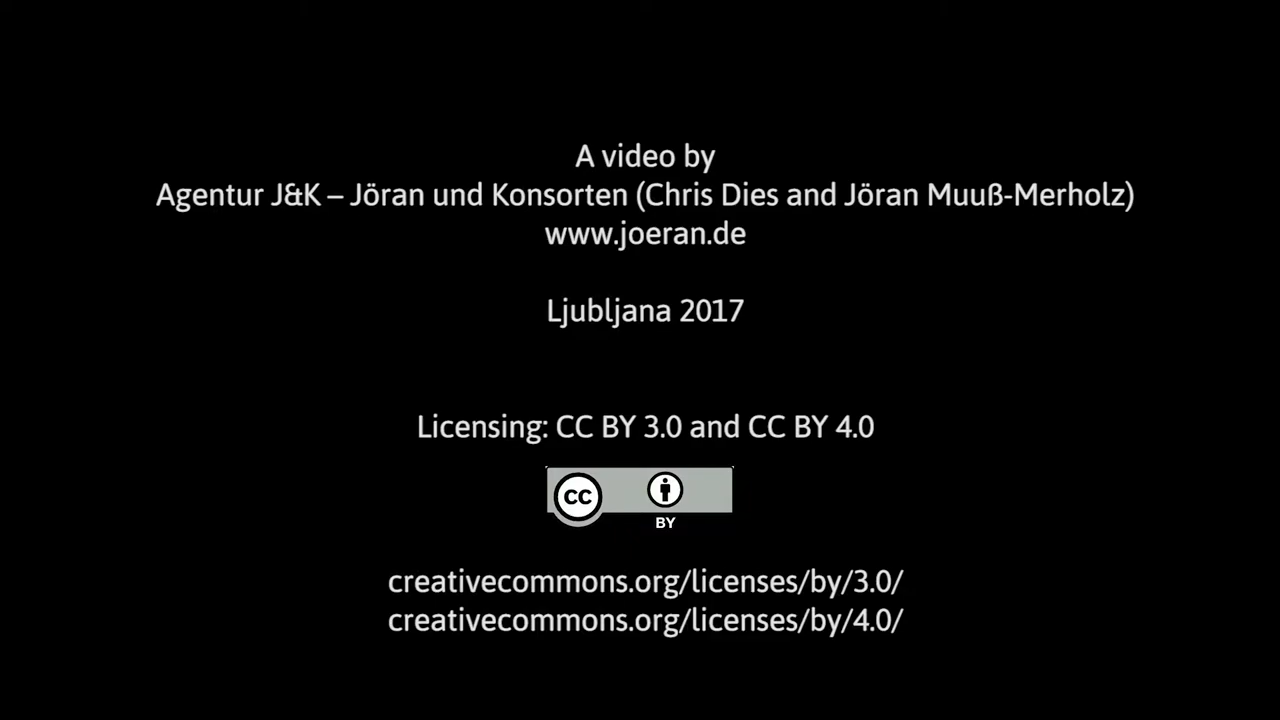 A video by
Agentur J&K – Jöran und Konsorten (Chris Dies and Jöran Muuß-Merholz)
www.joeran.de
Ljubljana 2017
Licensing: CC BY 3.0 and CC BY 4.0
CC
BY
creativecommons.org/licenses/by/3.0/
creativecommons.org/licenses/by/4.0/